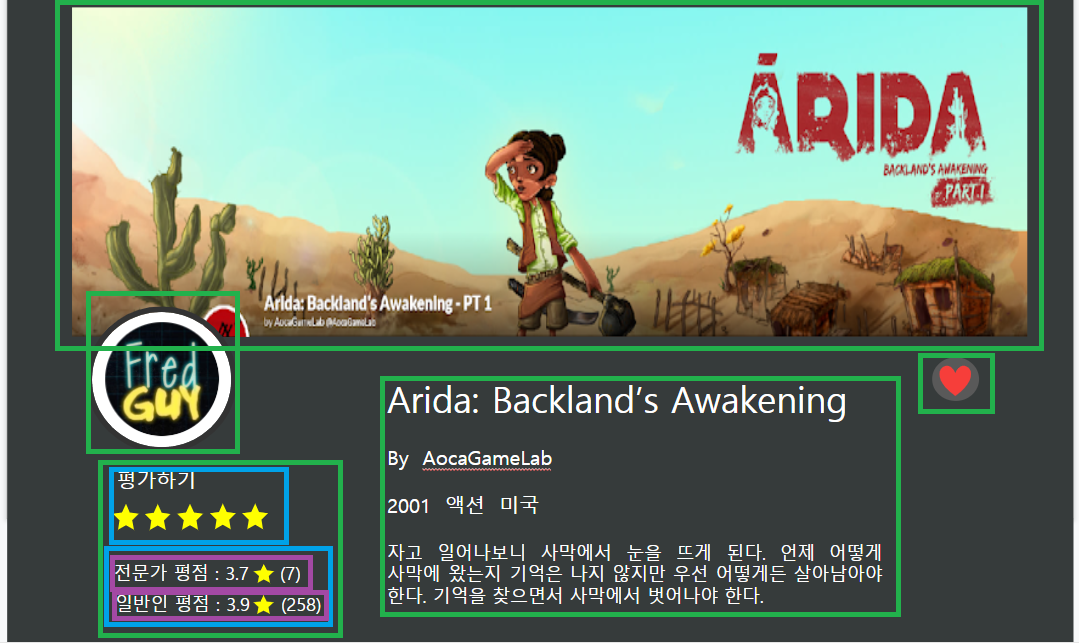 ĀRIDA
BACKLAND'S AWAKENING
PART I
Arida: Backland's Awakening - PT 1
by AocaGameLab @AocaGameLab
Fred
GUY
Arida: Backland's Awakening
By AocaGameLab
2001 액션 미국
자고 일어나보니 사막에서 눈을 뜨게 된다. 언제 어떻게
사막에 왔는지 기억은 나지 않지만 우선 어떻게든 살아남아야
한다. 기억을 찾으면서 사막에서 벗어나야 한다.
평가하기
전문가 평점 : 3.7 (7)
일반인 평점 : 3.9 (258)